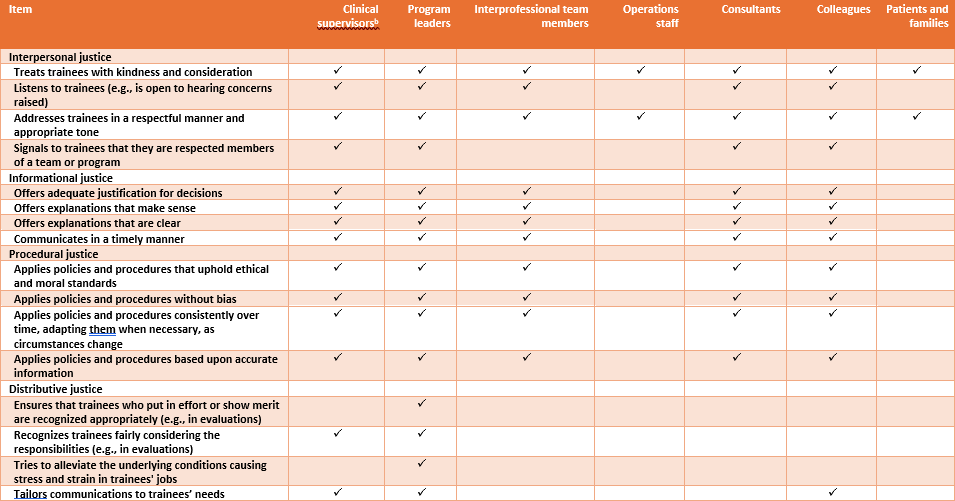 Item Clinical supervisorsᵇ Program leaders Interprofessional team members Operations staff Consultants Colleagues Patients and families
Interpersonal justice
Treats trainees with kindness and consideration ✓ ✓ ✓ ✓ ✓ ✓ ✓
Listens to trainees (e.g., is open to hearing concerns ✓ ✓ ✓ ✓ ✓
raised)
Addresses trainees in a respectful manner and ✓ ✓ ✓ ✓ ✓ ✓ ✓
appropriate tone
Signals to trainees that they are respected members ✓ ✓ ✓ ✓
of a team or program
Informational justice
Offers adequate justification for decisions ✓ ✓ ✓ ✓ ✓
Offers explanations that make sense ✓ ✓ ✓ ✓ ✓
Offers explanations that are clear ✓ ✓ ✓ ✓ ✓
Communicates in a timely manner ✓ ✓ ✓ ✓ ✓
Procedural justice
Applies policies and procedures that uphold ethical ✓ ✓ ✓ ✓ ✓
and moral standards
Applies policies and procedures without bias ✓ ✓ ✓ ✓ ✓
Applies policies and procedures consistently over ✓ ✓ ✓ ✓ ✓
time, adapting them when necessary, as
circumstances change
Applies policies and procedures based upon accurate ✓ ✓ ✓ ✓ ✓
information
Distributive justice
Ensures that trainees who put in effort or show merit ✓
are recognized appropriately (e.g., in evaluations)
Recognizes trainees fairly considering the ✓ ✓
responsibilities (e.g., in evaluations)
Tries to alleviate the underlying conditions causing ✓
stress and strain in trainees' jobs
Tailors communications to trainees’ needs ✓ ✓ ✓